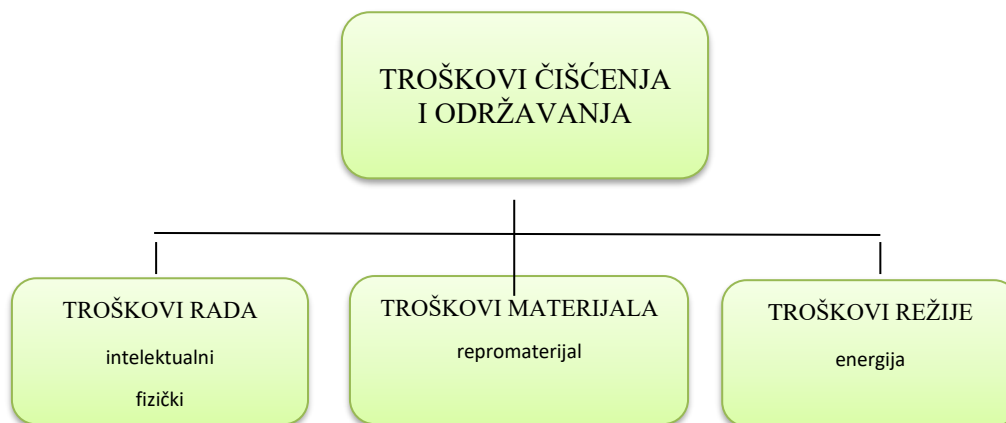 TROŠKOVI ČIŠĆENJA
I ODRŽAVANJA
TROŠKOVI RADA
intelektualni
fizički
TROŠKOVI MATERIJALA
repromaterijal
TROŠKOVI REŽIJE
energija